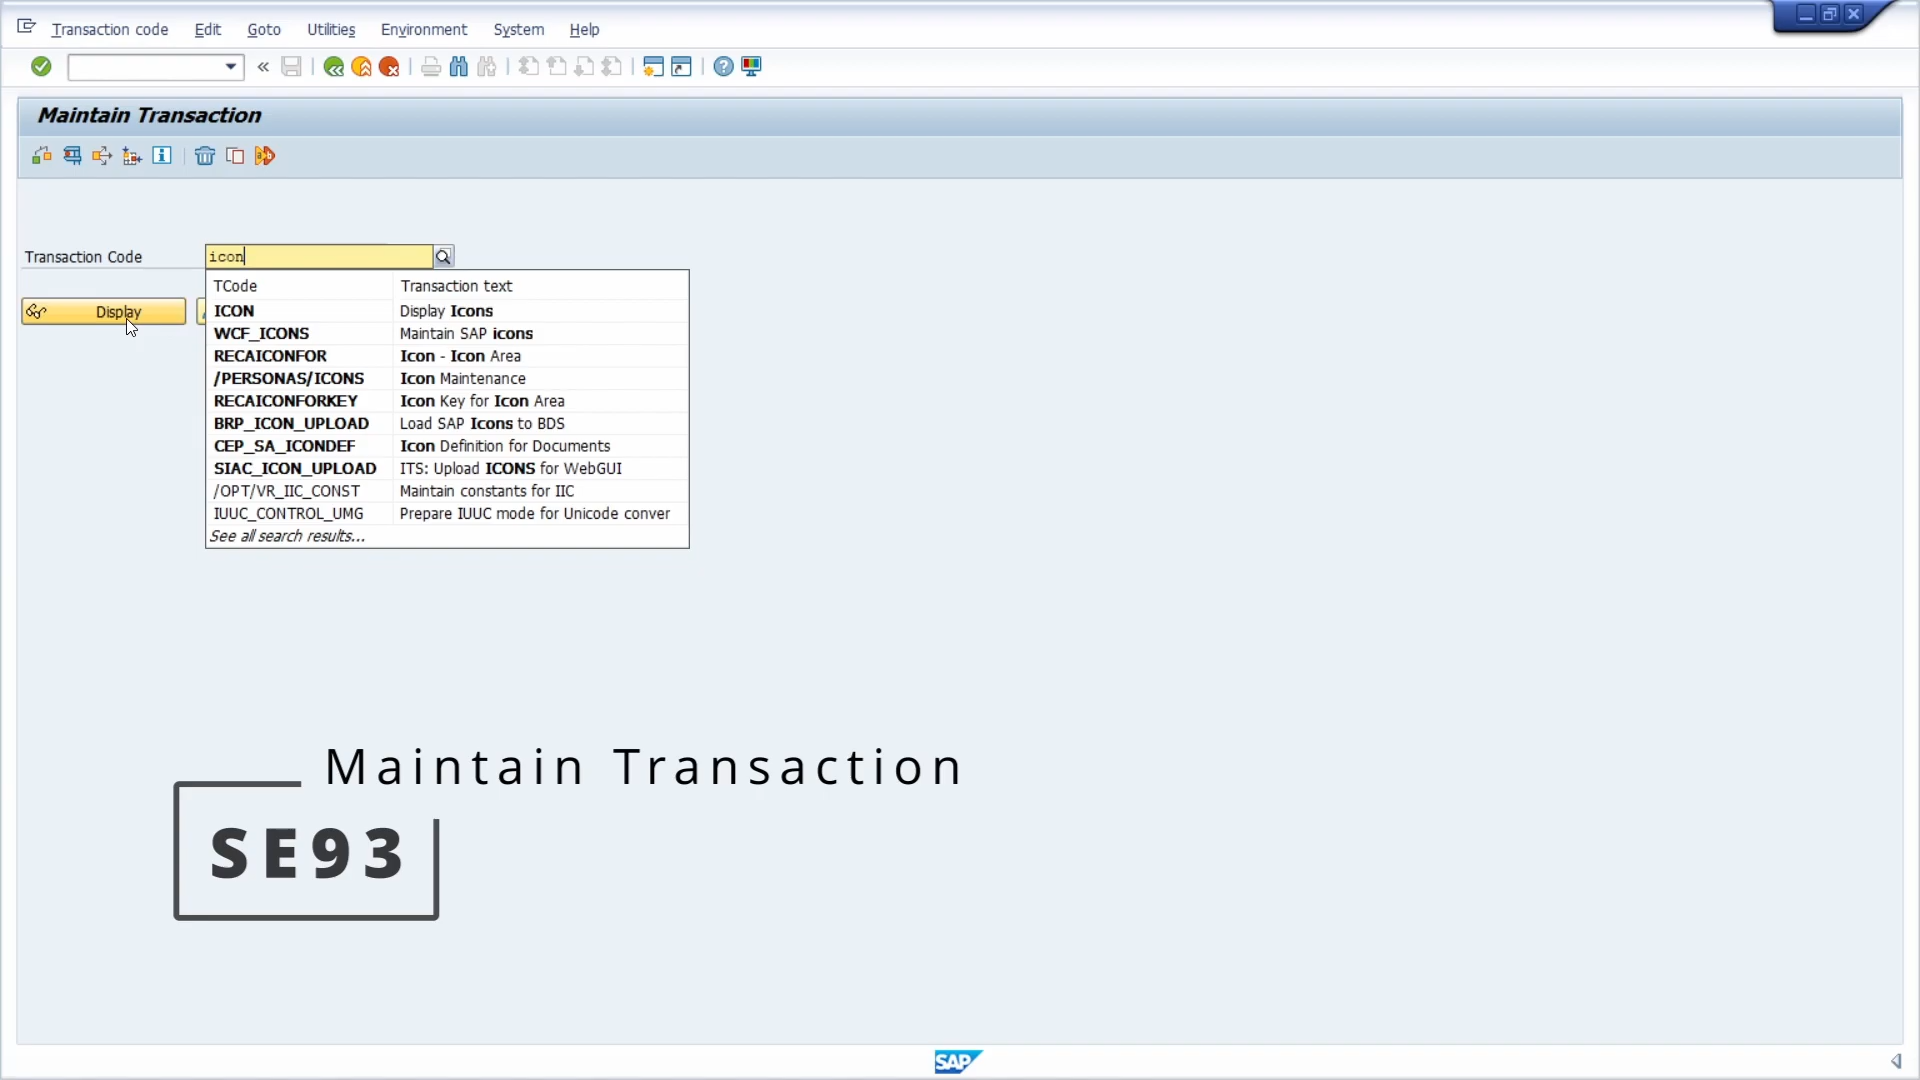 Transaction code Edit Goto Utilities Environment System Help
Maintain Transaction
Transaction Code icon
Display
TCode Transaction text
ICON Display Icons
WCF_ICONS Maintain SAP icons
RECAICONFOR Icon - Icon Area
/PERSONAS/ICONS Icon Maintenance
RECAICONFORKEY Icon Key for Icon Area
BRP_ICON_UPLOAD Load SAP Icons to BDS
CEP_SA_ICONDEF Icon Definition for Documents
SIAC_ICON_UPLOAD ITS: Upload ICONS for WebGUI
/OPT/VR_IIC_CONST Maintain constants for IIC
IUUC_CONTROL_UMG Prepare IUUC mode for Unicode conver
See all search results...
Maintain Transaction
SE93
SAP